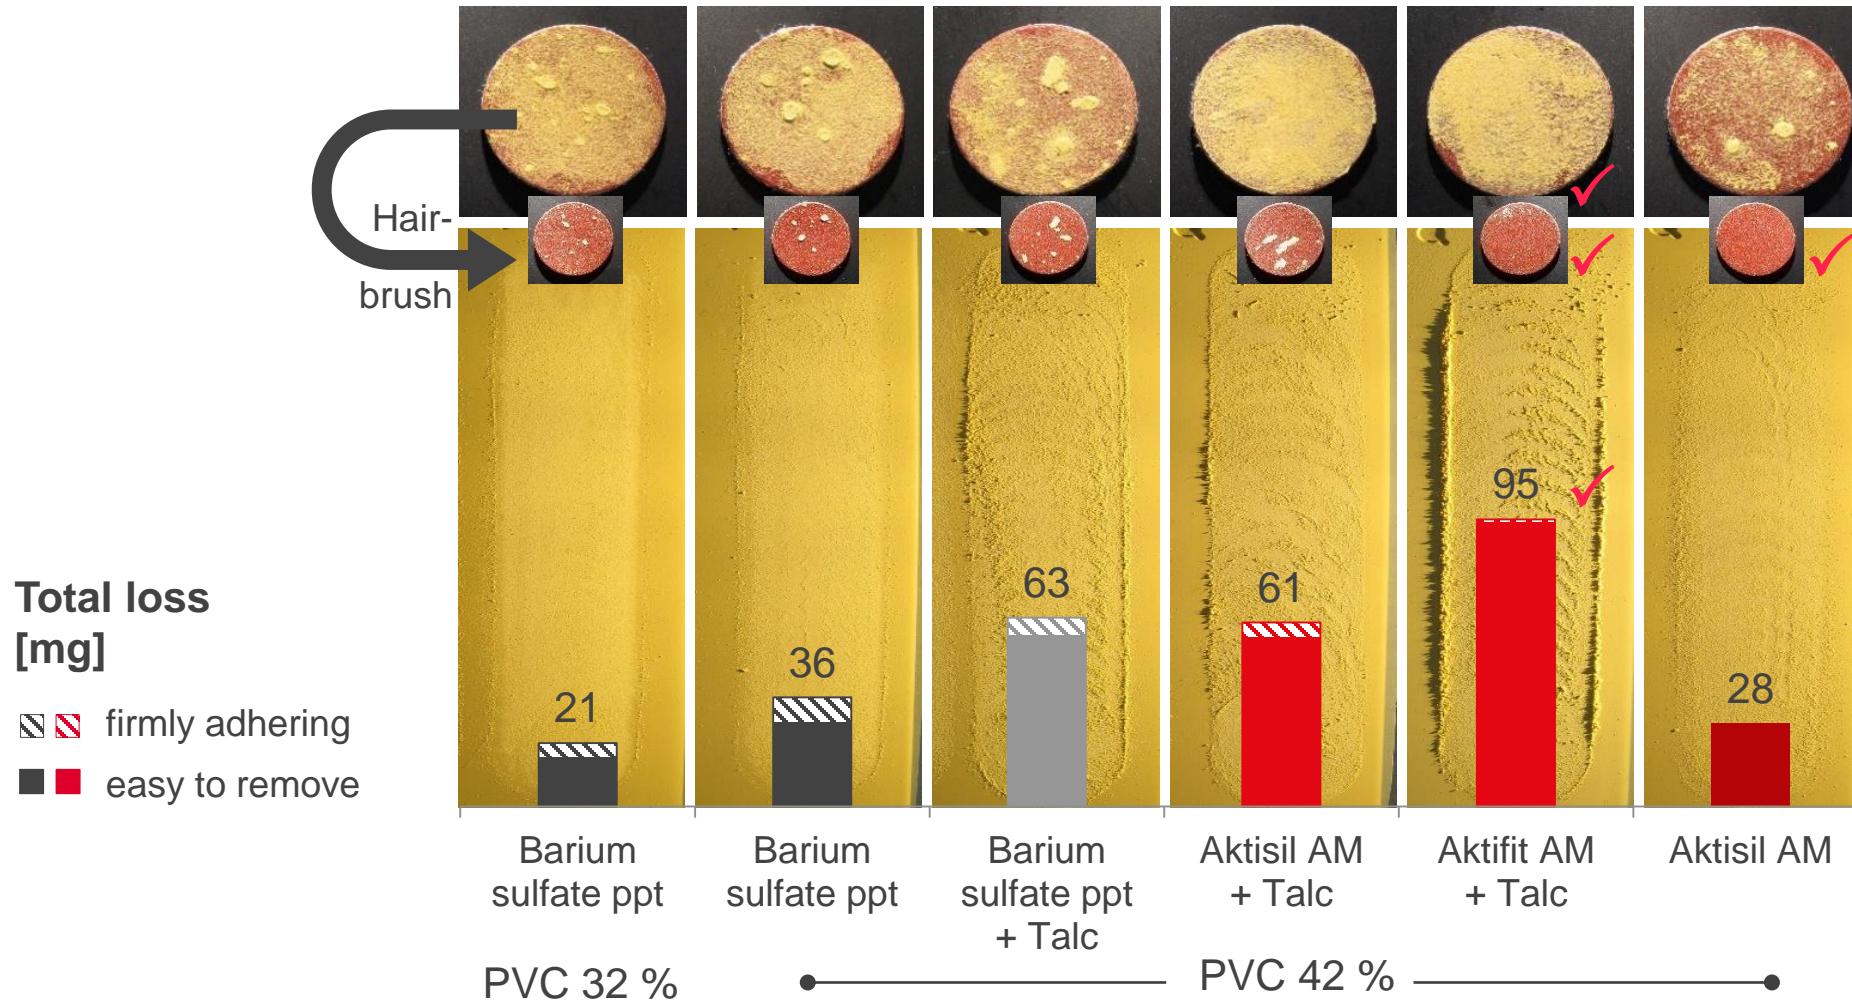 Hair-
brush
95
63
61
36
28
21
Total loss
[mg]
firmly adhering
easy to remove
Barium
sulfate ppt
Barium
sulfate ppt
Barium
sulfate ppt
+ Talc
Aktisil AM
+ Talc
Aktifit AM
+ Talc
Aktisil AM
PVC 32 %
PVC 42 %